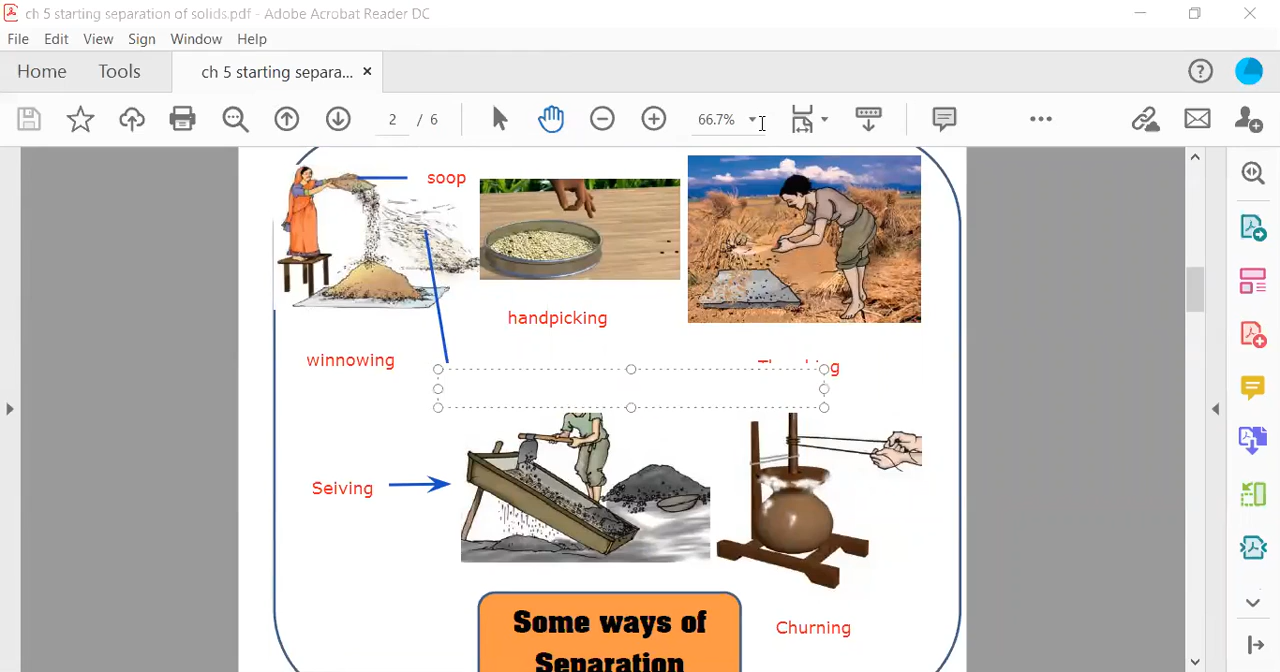 ch 5 starting separation of solids.pdf - Adobe Acrobat Reader DC
File Edit View Sign Window Help
Home Tools ch 5 starting separa... ×
2 / 6 66.7%
soop
handpicking
winnowing
Seiving
Churning
Some ways of
Separation